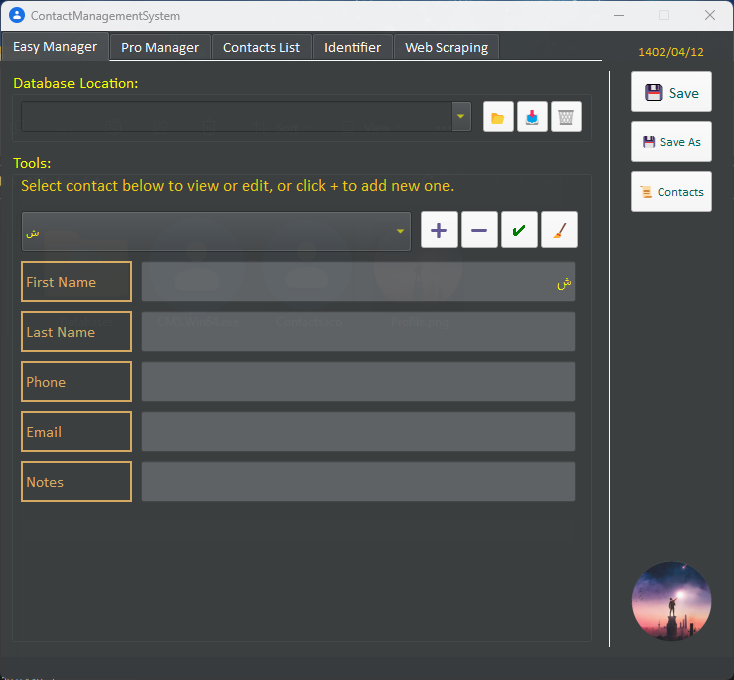 ContactManagementSystem
Easy Manager
Pro Manager
Contacts List
Identifier
Web Scraping
1402/04/12
Database Location:
Save
Save As
Tools:
Select contact below to view or edit, or click + to add new one.
Contacts
ش
First Name
ش
Last Name
Phone
Email
Notes